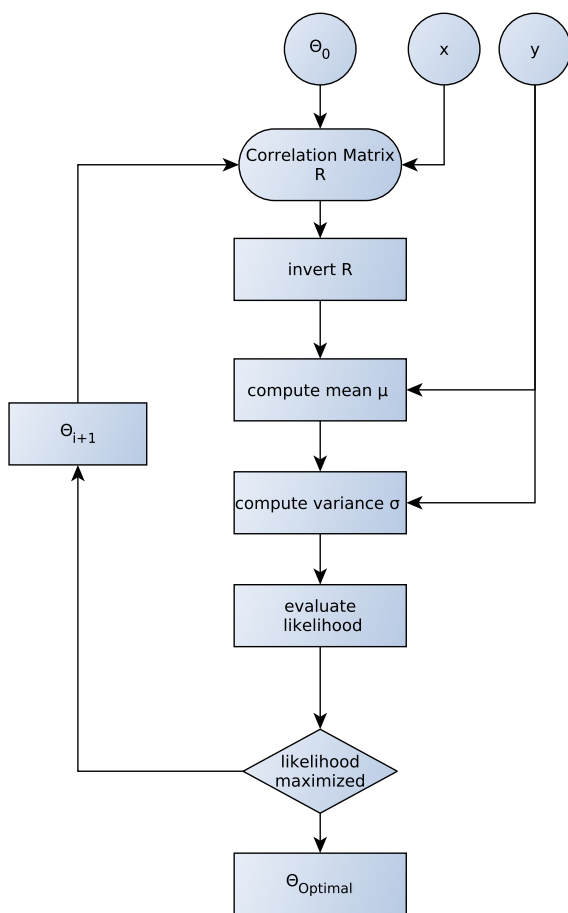 Θ0
x
y
Correlation Matrix
R
invert R
compute mean μ
Θi+1
compute variance σ
evaluate
likelihood
likelihood
maximized
ΘOptimal